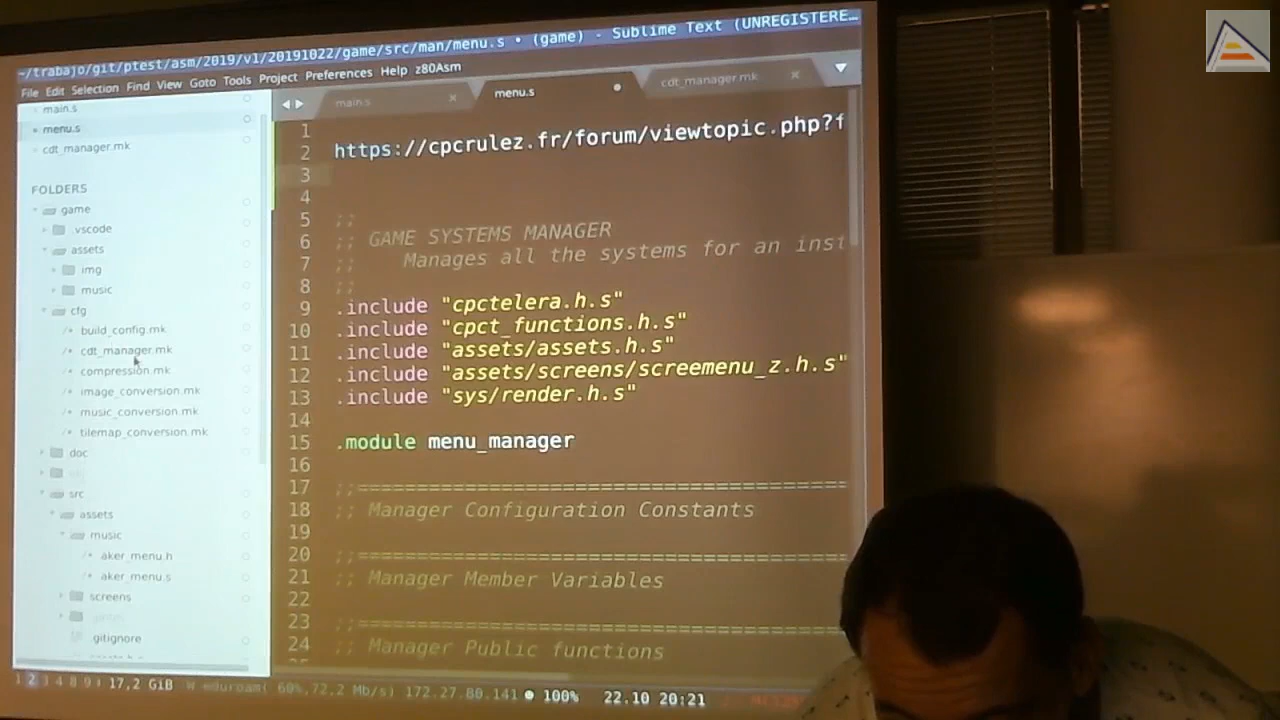 ~/trabajo/git/ptest/asm/2019/v1/20191022/game/src/man/menu.s • (game) - Sublime Text (UNREGISTERE…
File Edit Selection Find View Goto Tools Project Preferences Help z80Asm
main.s
menu.s
cdt_manager.mk
FOLDERS
game
.vscode
assets
img
music
cfg
/* build_config.mk
/* cdt_manager.mk
/* compression.mk
/* image_conversion.mk
/* music_conversion.mk
/* tilemap_conversion.mk
doc
src
assets
music
/* aker_menu.h
/* aker_menu.s
screens
.gitignore
main.s × menu.s • cdt_manager.mk ×
1
2 https://cpcrulez.fr/forum/viewtopic.php?f
3
4
5 ;;
6 ;; GAME SYSTEMS MANAGER
7 ;; Manages all the systems for an inst
8 ;;
9 .include "cpctelera.h.s"
10 .include "cpct_functions.h.s"
11 .include "assets/assets.h.s"
12 .include "assets/screens/screemenu_z.h.s"
13 .include "sys/render.h.s"
14
15 .module menu_manager
16
17 ;;=========================================
18 ;; Manager Configuration Constants
19
20 ;;=========================================
21 ;; Manager Member Variables
22
23 ;;=========================================
24 ;; Manager Public functions
1 2 3 4 8 9 17,2 GiB W eduroam( 60%,72.2 Mb/s) 172.27.80.141 100% 22.10 20:21